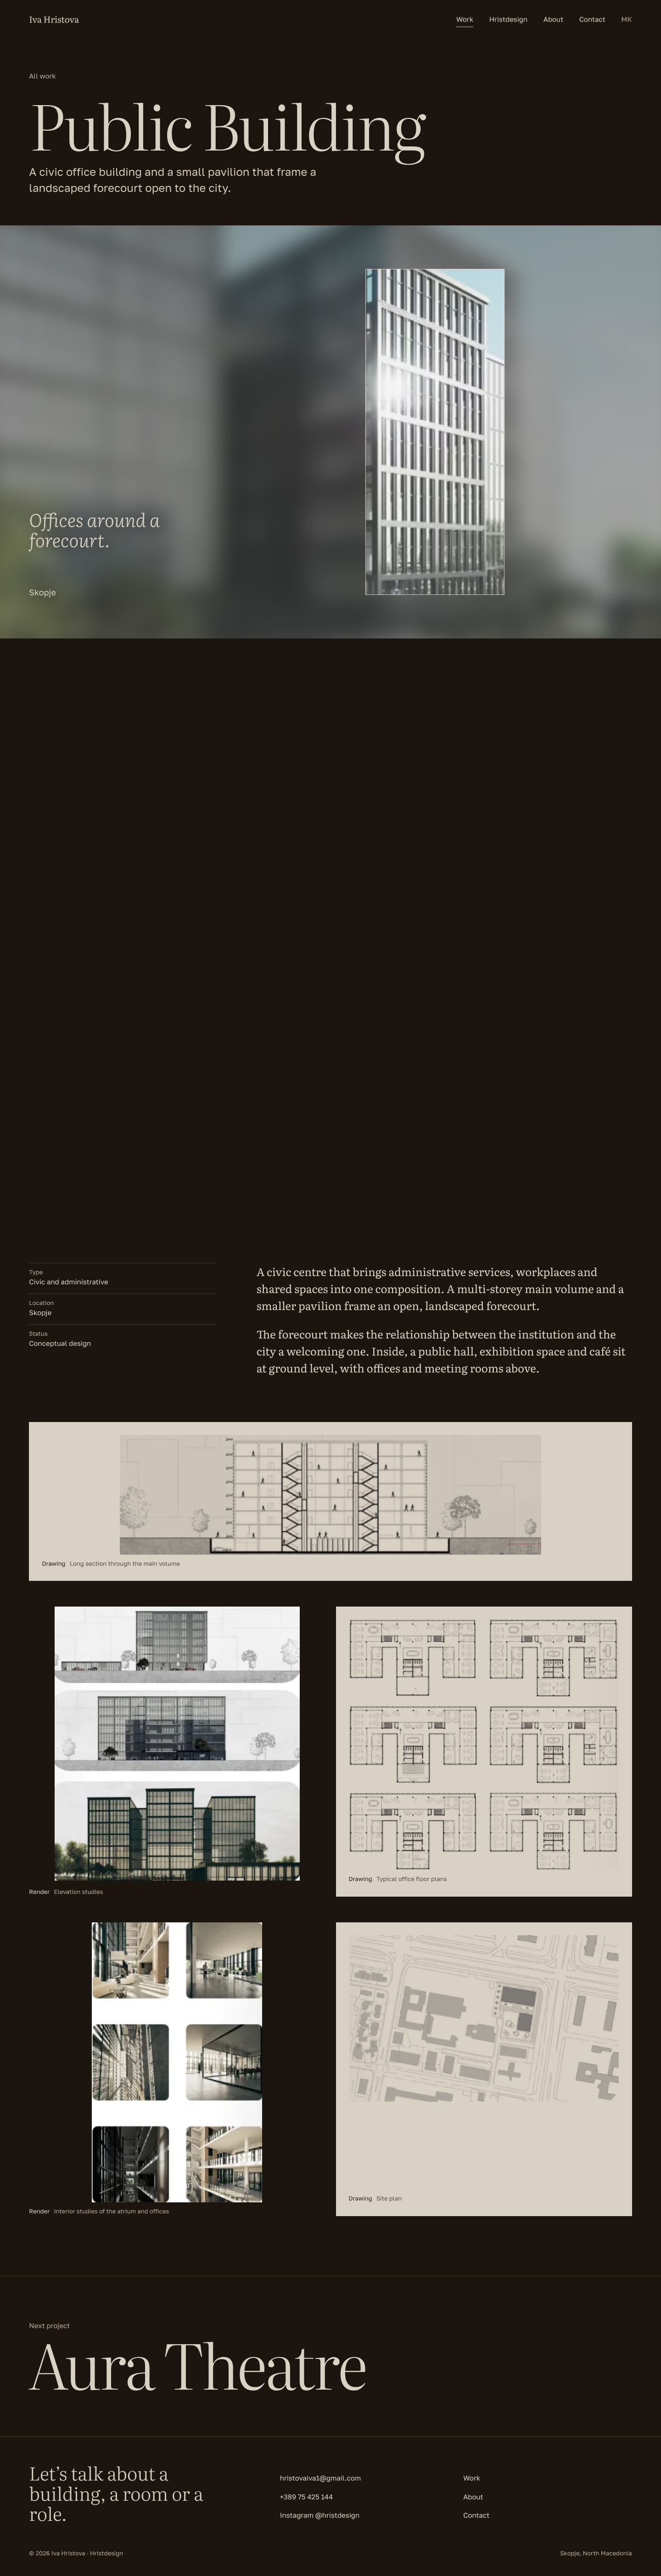 Iva Hristova
Work Hristdesign About Contact MK
All work
Public Building
A civic office building and a small pavilion that frame a
landscaped forecourt open to the city.
Offices around a
forecourt.
Skopje
Type
Civic and administrative
Location
Skopje
Status
Conceptual design
A civic centre that brings administrative services, workplaces and
shared spaces into one composition. A multi-storey main volume and a
smaller pavilion frame an open, landscaped forecourt.
The forecourt makes the relationship between the institution and the
city a welcoming one. Inside, a public hall, exhibition space and café sit
at ground level, with offices and meeting rooms above.
Drawing Long section through the main volume
Render Elevation studies
Drawing Typical office floor plans
Render Interior studies of the atrium and offices
Drawing Site plan
Next project
Aura Theatre
Let’s talk about a
building, a room or a
role.
hristovaiva1@gmail.com
+389 75 425 144
Instagram @hristdesign
Work
About
Contact
© 2026 Iva Hristova · Hristdesign
Skopje, North Macedonia